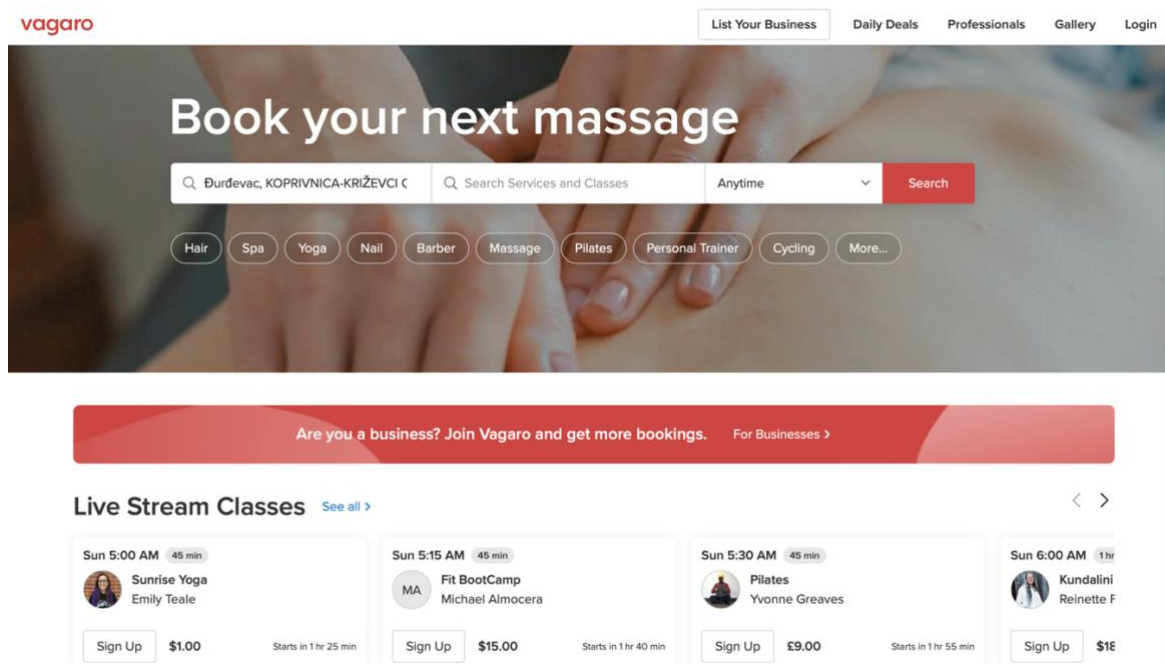 vagaro
List Your Business
Daily Deals
Professionals
Gallery
Login
Book your next massage
Đurđevac, KOPRIVNICA-KRIŽEVCI C
Search Services and Classes
Anytime
Search
Hair
Spa
Yoga
Nail
Barber
Massage
Pilates
Personal Trainer
Cycling
More...
Are you a business? Join Vagaro and get more bookings.
For Businesses >
Live Stream Classes
See all >
Sun 5:00 AM 45 min
Sunrise Yoga
Emily Teale
Sign Up $1.00 Starts in 1 hr 25 min
Sun 5:15 AM 45 min
MA
Fit BootCamp
Michael Almocera
Sign Up $15.00 Starts in 1 hr 40 min
Sun 5:30 AM 45 min
Pilates
Yvonne Greaves
Sign Up £9.00 Starts in 1 hr 55 min
Sun 6:00 AM 1 hr
Kundalini
Reinette F
Sign Up $18